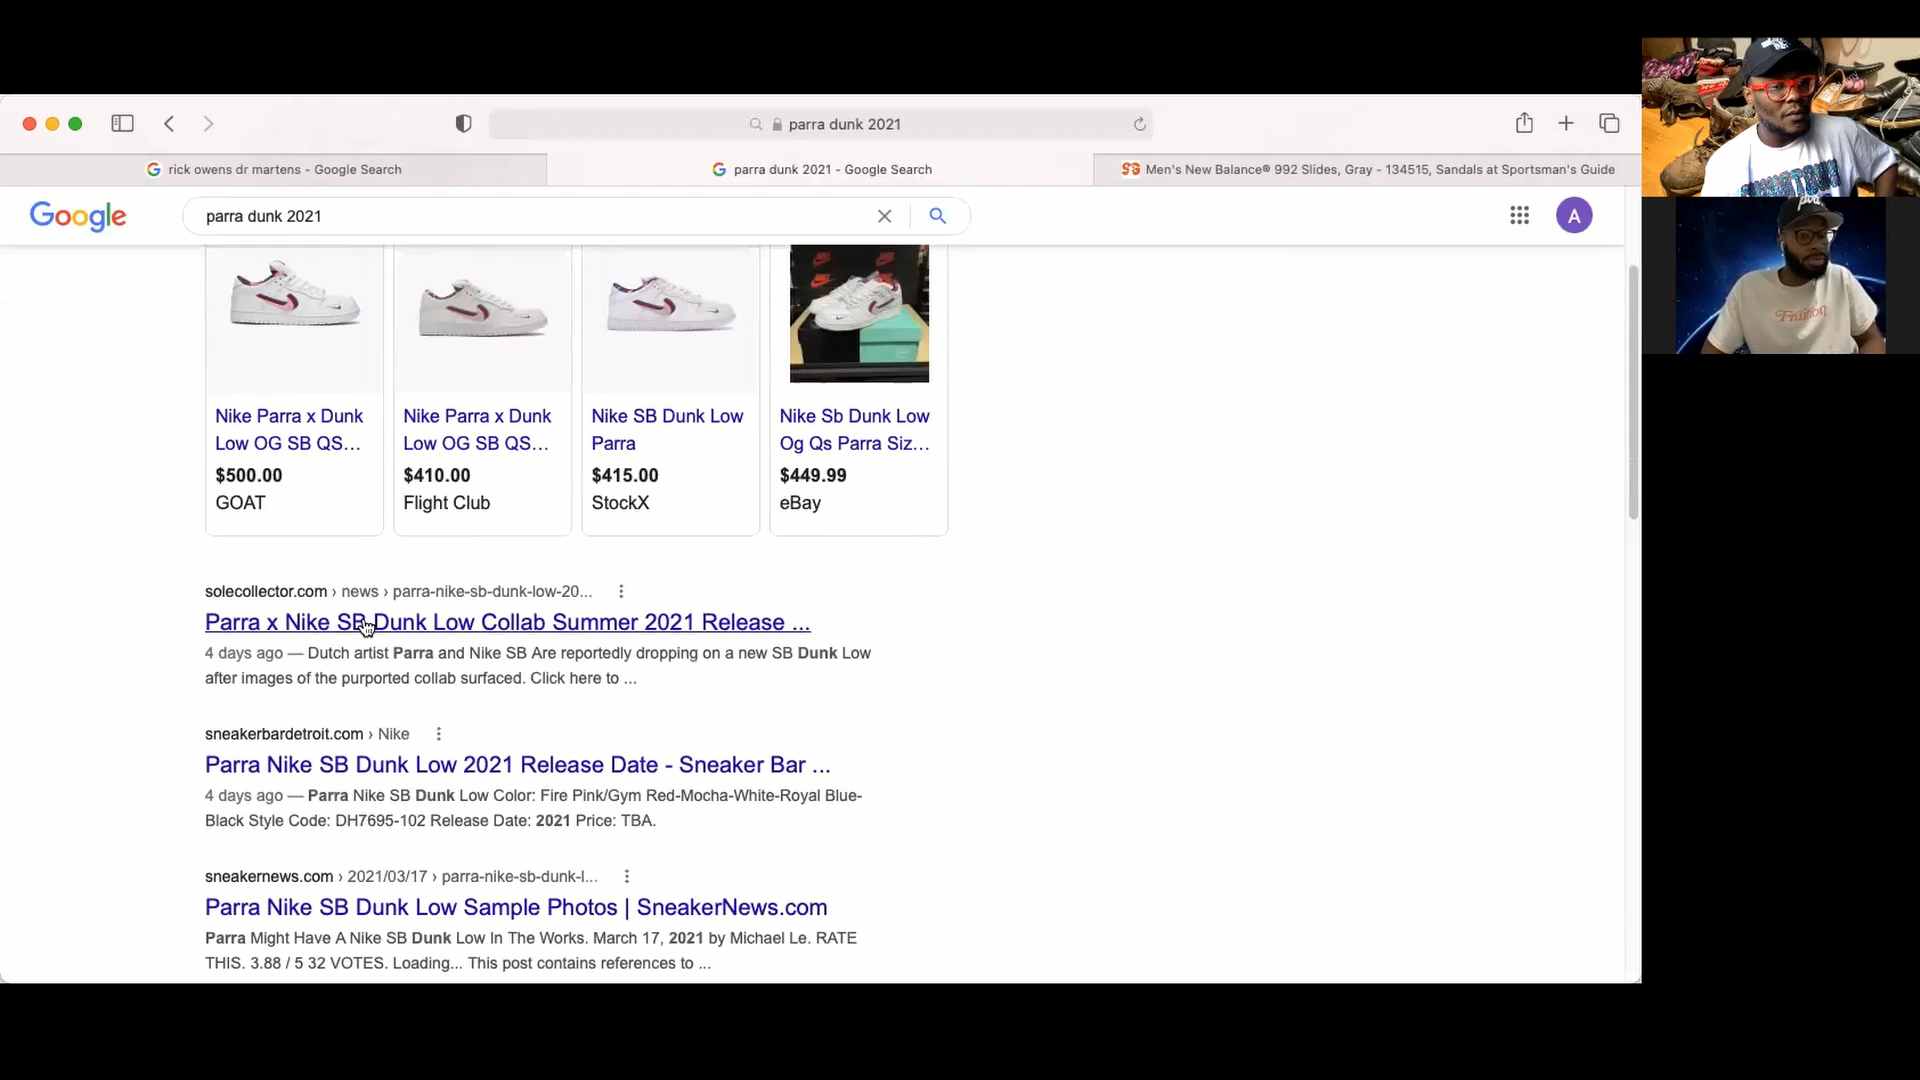 parra dunk 2021
rick owens dr martens - Google Search
parra dunk 2021 - Google Search
Men's New Balance® 992 Slides, Gray - 134515, Sandals at Sportsman's Guide
Google
parra dunk 2021
A
Nike Parra x Dunk
Low OG SB QS...
$500.00
GOAT
Nike Parra x Dunk
Low OG SB QS...
$410.00
Flight Club
Nike SB Dunk Low
Parra
$415.00
StockX
Nike Sb Dunk Low
Og Qs Parra Siz...
$449.99
eBay
solecollector.com › news › parra-nike-sb-dunk-low-20...
Parra x Nike SB Dunk Low Collab Summer 2021 Release ...
4 days ago — Dutch artist Parra and Nike SB Are reportedly dropping on a new SB Dunk Low
after images of the purported collab surfaced. Click here to ...
sneakerbardetroit.com › Nike
Parra Nike SB Dunk Low 2021 Release Date - Sneaker Bar ...
4 days ago — Parra Nike SB Dunk Low Color: Fire Pink/Gym Red-Mocha-White-Royal Blue-
Black Style Code: DH7695-102 Release Date: 2021 Price: TBA.
sneakernews.com › 2021/03/17 › parra-nike-sb-dunk-l...
Parra Nike SB Dunk Low Sample Photos | SneakerNews.com
Parra Might Have A Nike SB Dunk Low In The Works. March 17, 2021 by Michael Le. RATE
THIS. 3.88 / 5 32 VOTES. Loading... This post contains references to ...